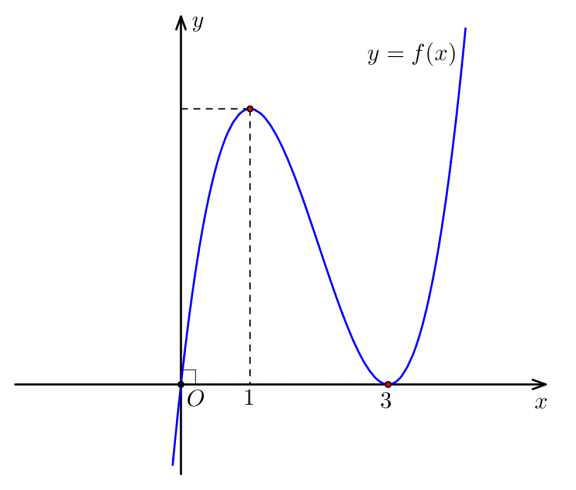 y
y = f(x)
O
1
3
x